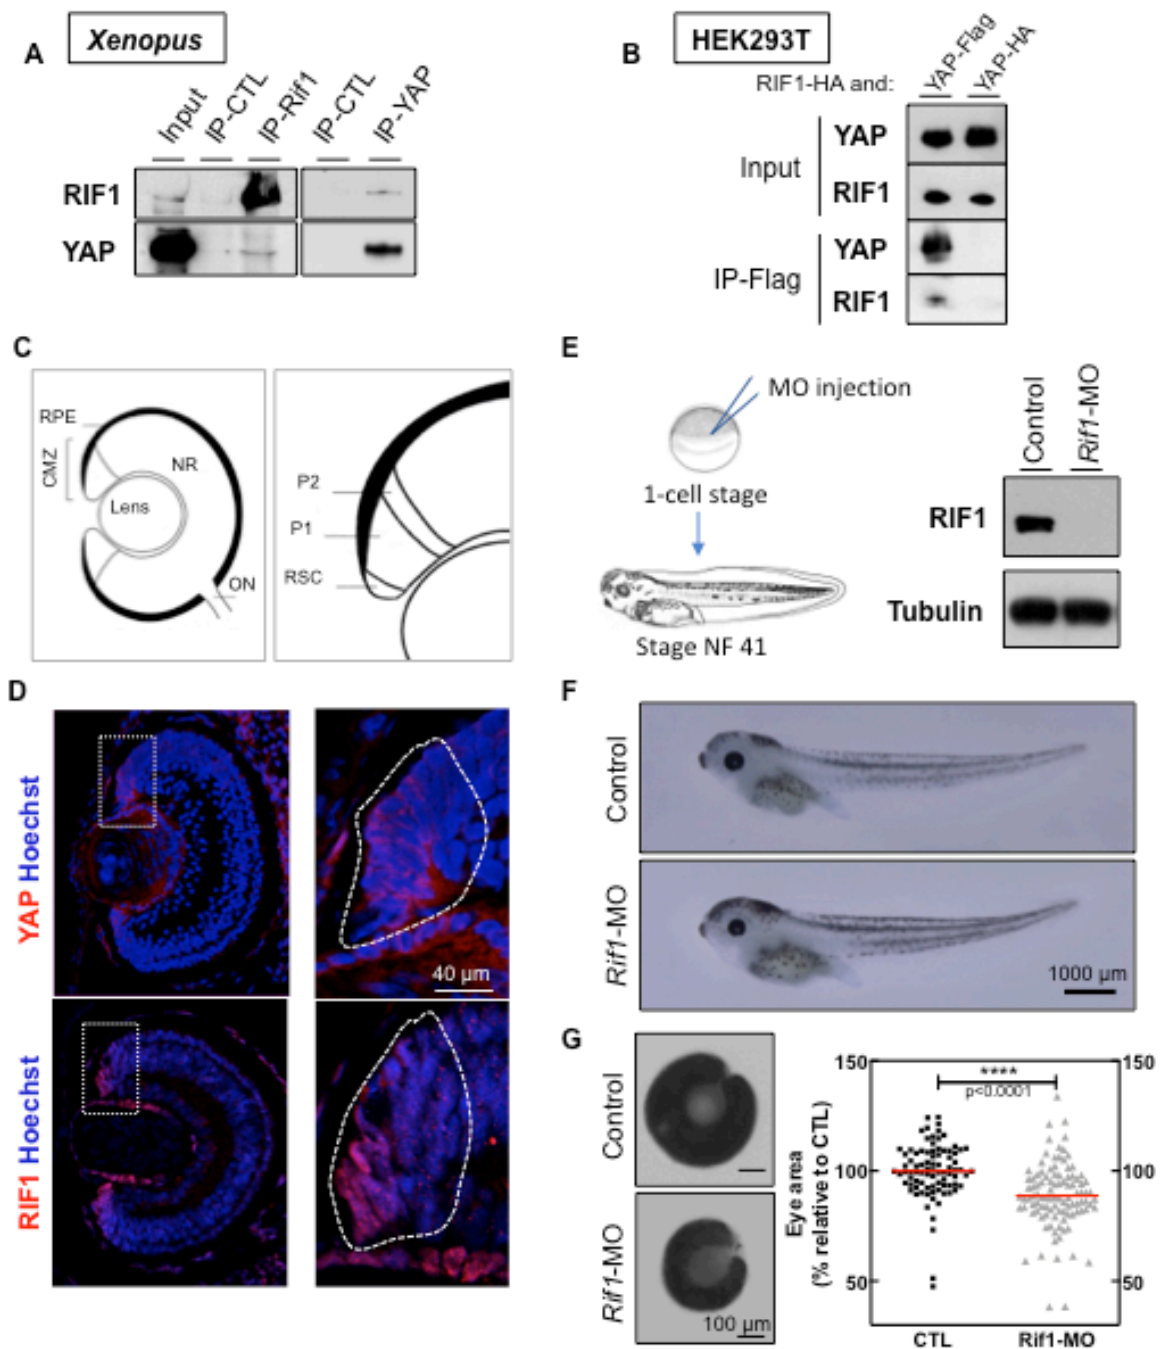 Xenopus
A
Input
IP-CTL
IP-Rif1
IP-CTL
IP-YAP
RIF1
YAP
HEK293T
B
RIF1-HA and:
YAP-Flag
YAP-HA
Input
YAP
RIF1
IP-Flag
YAP
RIF1
C
RPE
CMZ
NR
Lens
ON
P2
P1
RSC
E
MO injection
1-cell stage
Stage NF 41
Control
Rif1-MO
RIF1
Tubulin
D
YAP Hoechst
40 µm
RIF1 Hoechst
F
Control
Rif1-MO
1000 µm
G
Control
Rif1-MO
100 µm
Eye area
(% relative to CTL)
150
100
50
****
p<0.0001
150
100
50
CTL
Rif1-MO